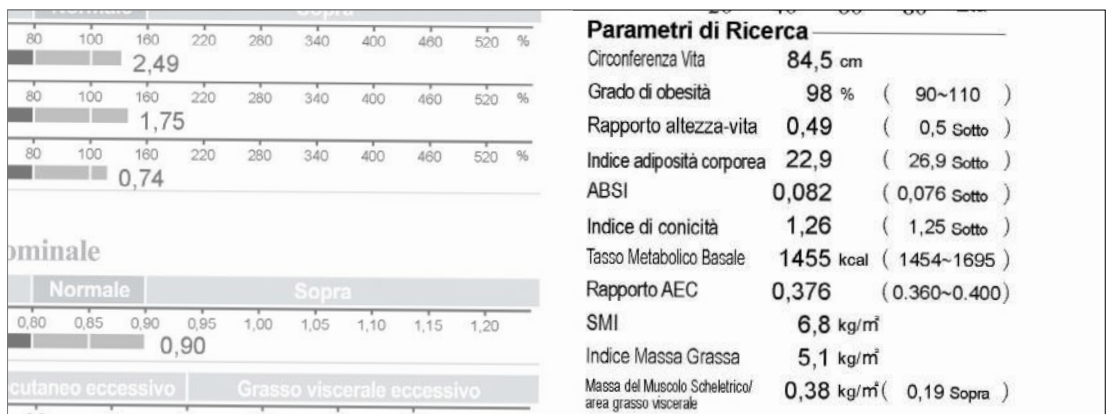 Normale Sopra
80 100 160 220 280 340 400 460 520 %
2,49
80 100 160 220 280 340 400 460 520 %
1,75
80 100 160 220 280 340 400 460 520 %
0,74
ominale
Normale Sopra
0,80 0,85 0,90 0,95 1,00 1,05 1,10 1,15 1,20
0,90
cutaneo eccessivo Grasso viscerale eccessivo
Parametri di Ricerca
Circonferenza Vita 84,5 cm
Grado di obesità 98 % ( 90~110 )
Rapporto altezza-vita 0,49 ( 0,5 Sotto )
Indice adiposità corporea 22,9 ( 26,9 Sotto )
ABSI 0,082 ( 0,076 Sotto )
Indice di conicità 1,26 ( 1,25 Sotto )
Tasso Metabolico Basale 1455 kcal ( 1454~1695 )
Rapporto AEC 0,376 ( 0.360~0.400)
SMI 6,8 kg/m²
Indice Massa Grassa 5,1 kg/m²
Massa del Muscolo Scheletrico/
area grasso viscerale 0,38 kg/m² ( 0,19 Sopra )